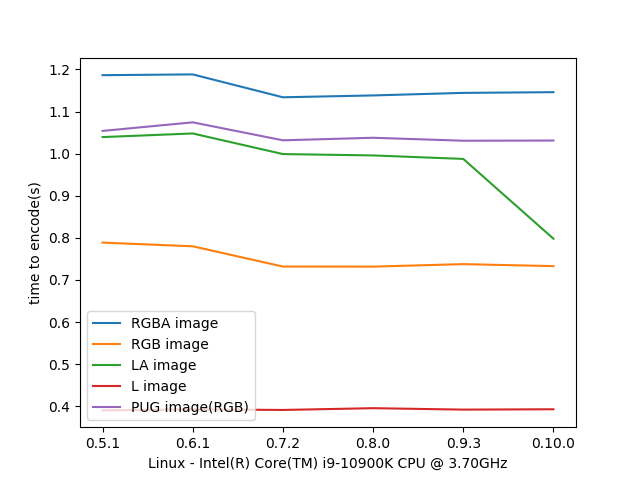 1.2
1.1
1.0
0.9
0.8
0.7
0.6
0.5
0.4
time to encode(s)
RGBA image
RGB image
LA image
L image
PUG image(RGB)
0.5.1 0.6.1 0.7.2 0.8.0 0.9.3 0.10.0
Linux - Intel(R) Core(TM) i9-10900K CPU @ 3.70GHz